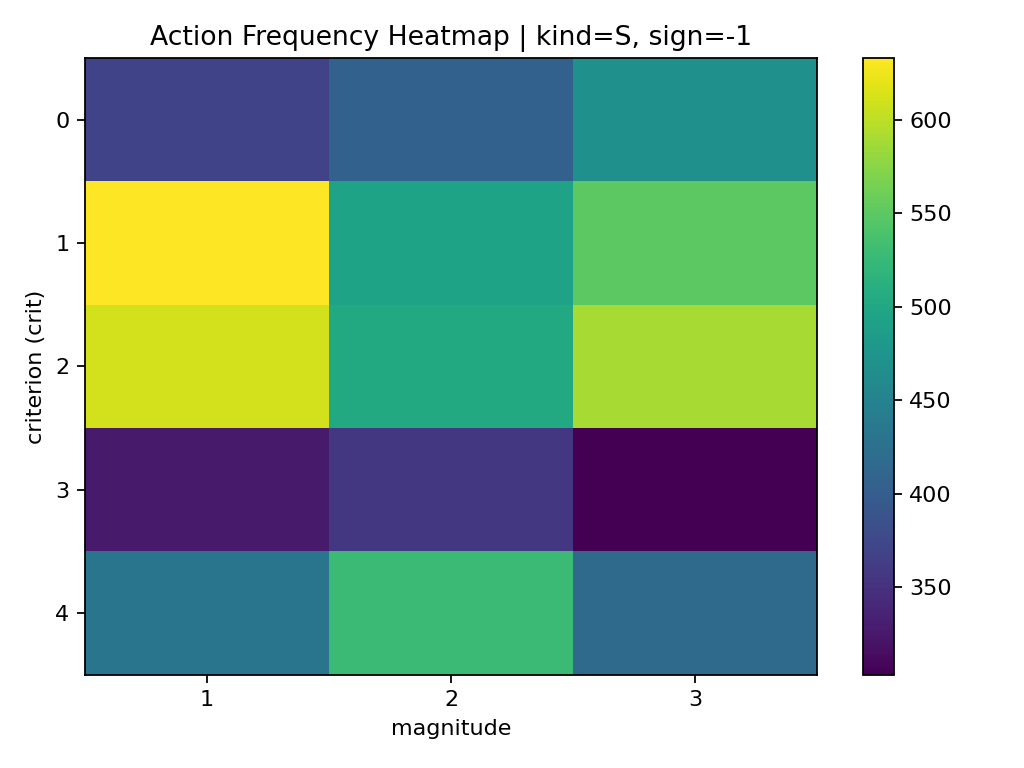 Action Frequency Heatmap | kind=S, sign=-1
criterion (crit)
0
1
2
3
4
1 2 3
magnitude
600
550
500
450
400
350